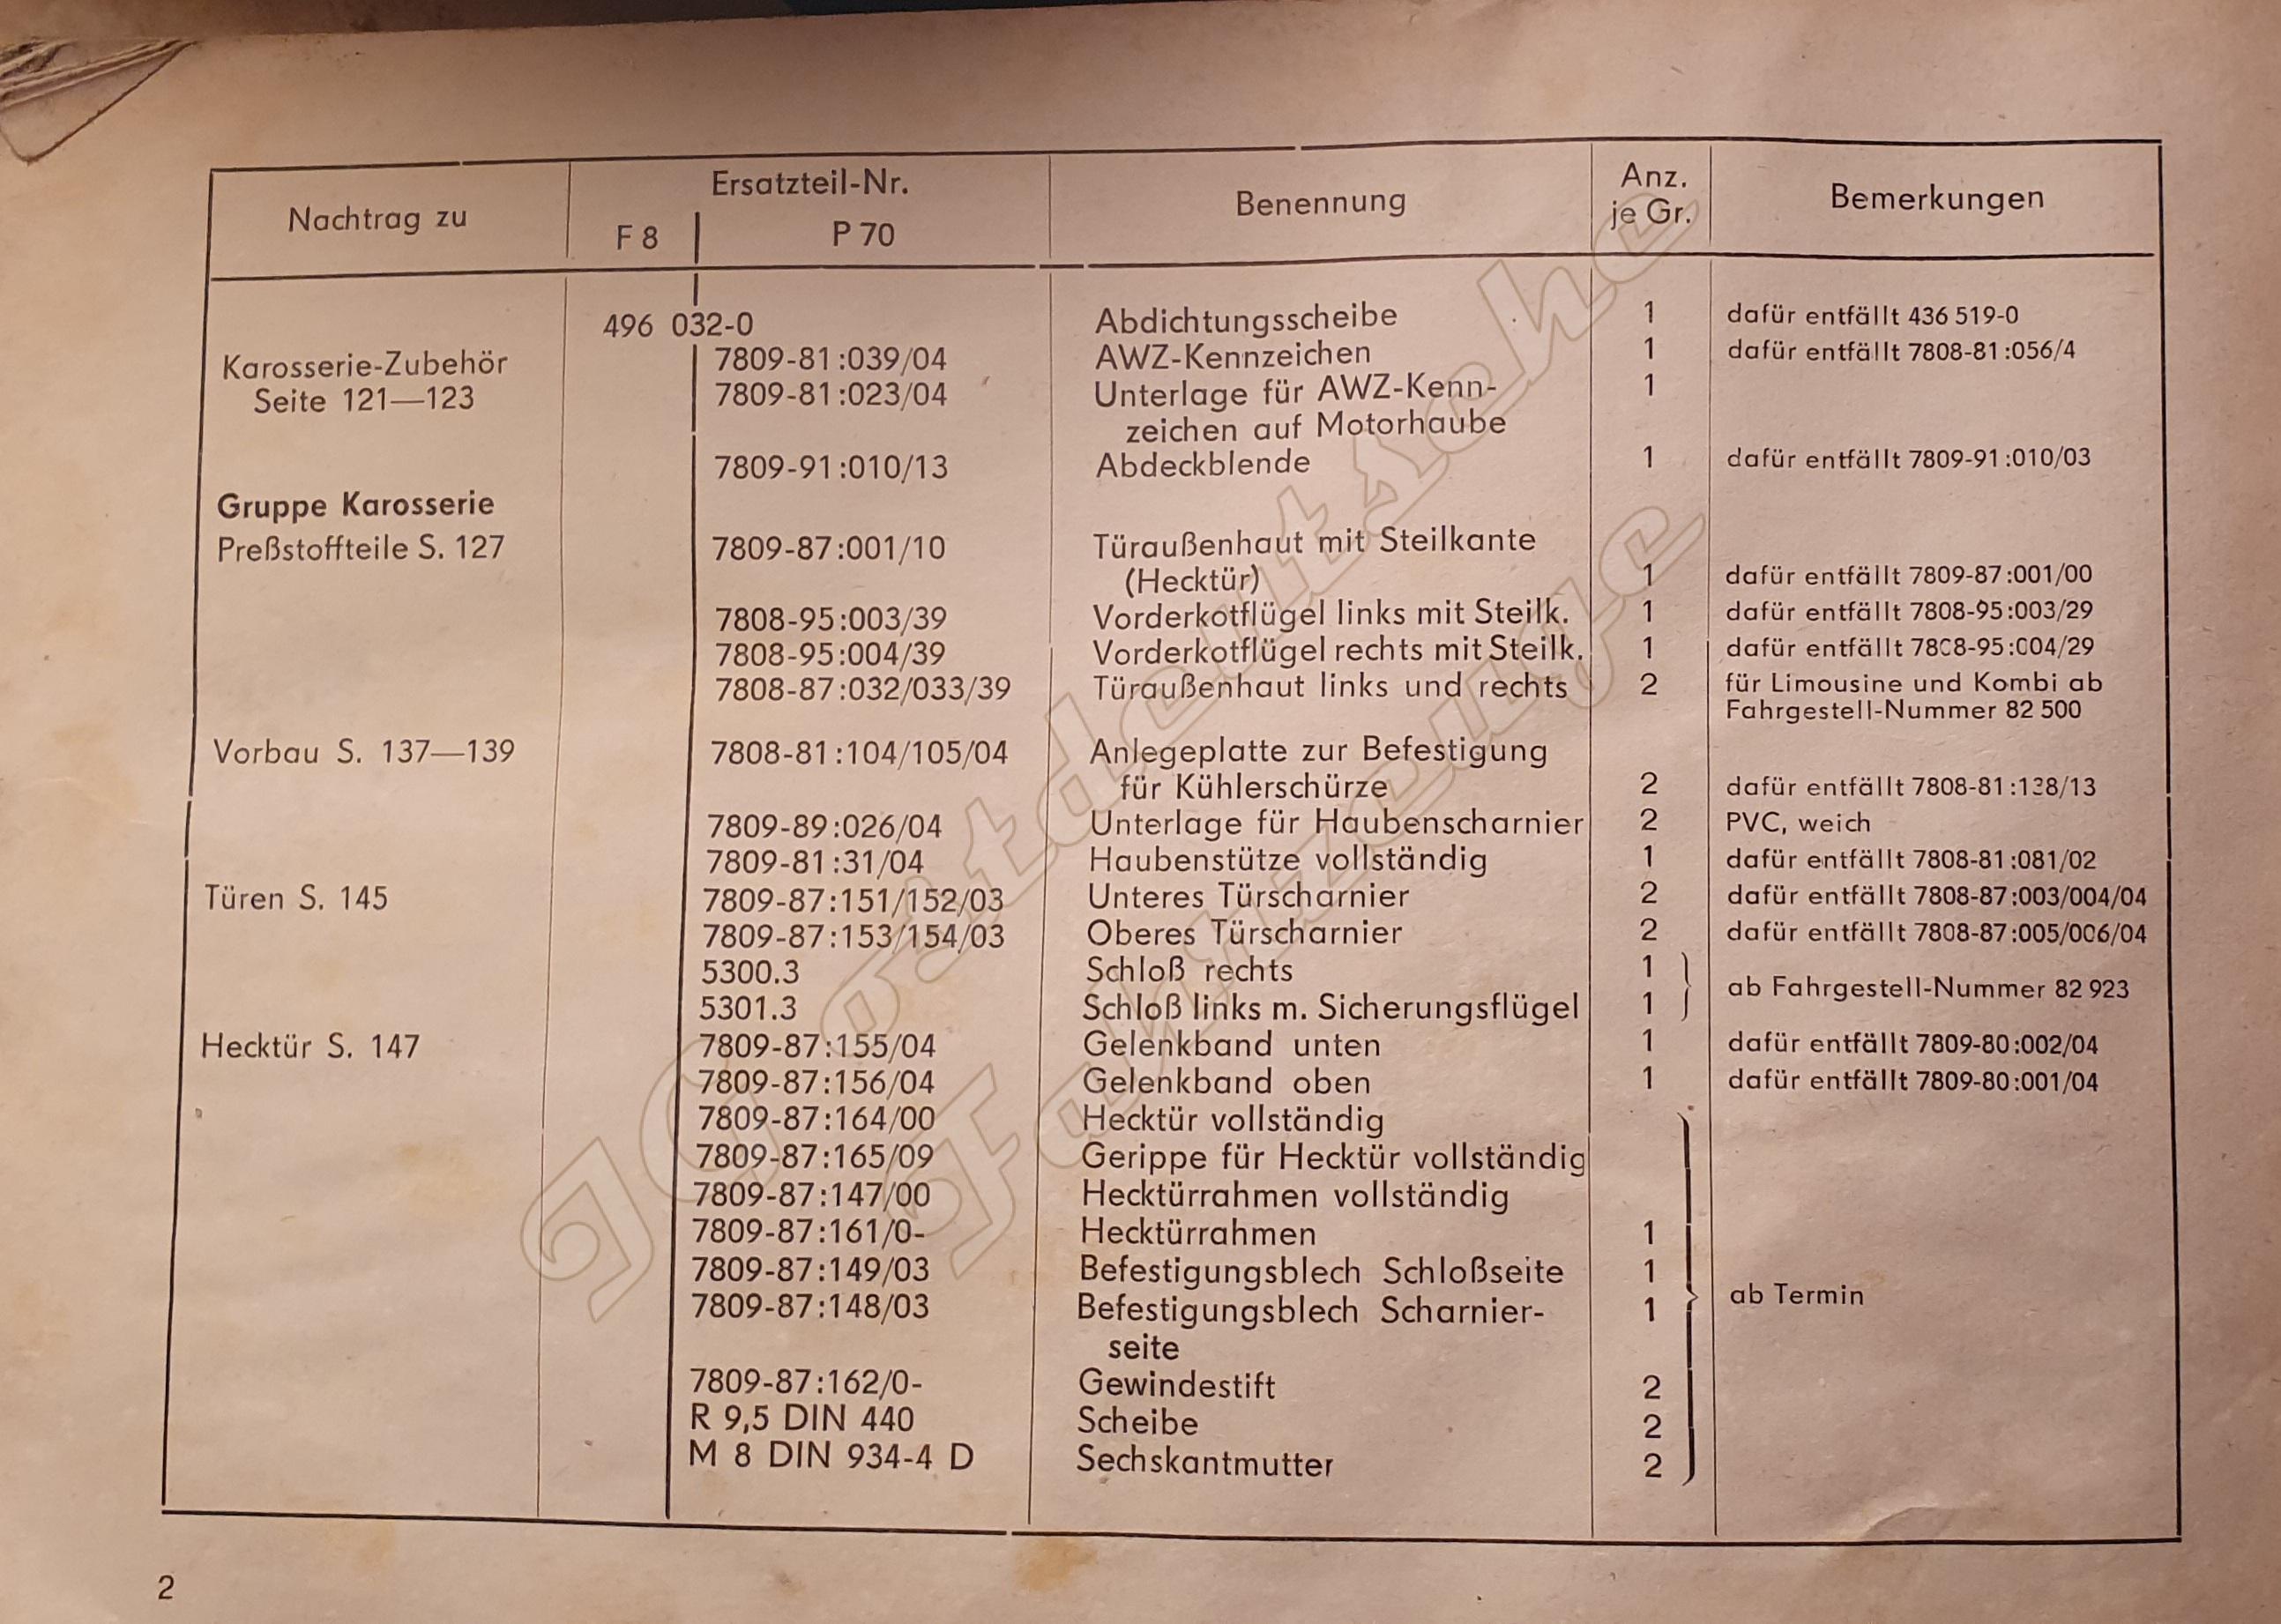 Nachtrag zu Ersatzteil-Nr. Benennung Anz. je Gr. Bemerkungen
F 8 P 70
496 032-0 Abdichtungsscheibe 1 dafür entfällt 436 519-0
Karosserie-Zubehör 7809-81:039/04 AWZ-Kennzeichen 1 dafür entfällt 7808-81:056/4
Seite 121—123 7809-81:023/04 Unterlage für AWZ-Kenn- 1
zeichen auf Motorhaube
7809-91:010/13 Abdeckblende 1 dafür entfällt 7809-91:010/03
Gruppe Karosserie
Preßstoffteile S. 127 7809-87:001/10 Türaußenhaut mit Steilkante
(Hecktür) 1 dafür entfällt 7809-87:001/00
7808-95:003/39 Vorderkotflügel links mit Steilk. 1 dafür entfällt 7808-95:003/29
7808-95:004/39 Vorderkotflügel rechts mit Steilk. 1 dafür entfällt 7808-95:004/29
7808-87:032/033/39 Türaußenhaut links und rechts 2 für Limousine und Kombi ab
Fahrgestell-Nummer 82 500
Vorbau S. 137—139 7808-81:104/105/04 Anlegeplatte zur Befestigung
für Kühlerschürze 2 dafür entfällt 7808-81:138/13
7809-89:026/04 Unterlage für Haubenscharnier 2 PVC, weich
7809-81:31/04 Haubenstütze vollständig 1 dafür entfällt 7808-81:081/02
Türen S. 145 7809-87:151/152/03 Unteres Türscharnier 2 dafür entfällt 7808-87:003/004/04
7809-87:153/154/03 Oberes Türscharnier 2 dafür entfällt 7808-87:005/006/04
5300.3 Schloß rechts 1
ab Fahrgestell-Nummer 82 923
5301.3 Schloß links m. Sicherungsflügel 1
Hecktür S. 147 7809-87:155/04 Gelenkband unten 1 dafür entfällt 7809-80:002/04
7809-87:156/04 Gelenkband oben 1 dafür entfällt 7809-80:001/04
7809-87:164/00 Hecktür vollständig
7809-87:165/09 Gerippe für Hecktür vollständig
7809-87:147/00 Hecktürrahmen vollständig
7809-87:161/0- Hecktürrahmen 1
7809-87:149/03 Befestigungsblech Schloßseite 1
ab Termin
7809-87:148/03 Befestigungsblech Scharnier- 1
seite
7809-87:162/0- Gewindestift 2
R 9,5 DIN 440 Scheibe 2
M 8 DIN 934-4 D Sechskantmutter 2
2
IG ostdeutsche
Fahrzeuge